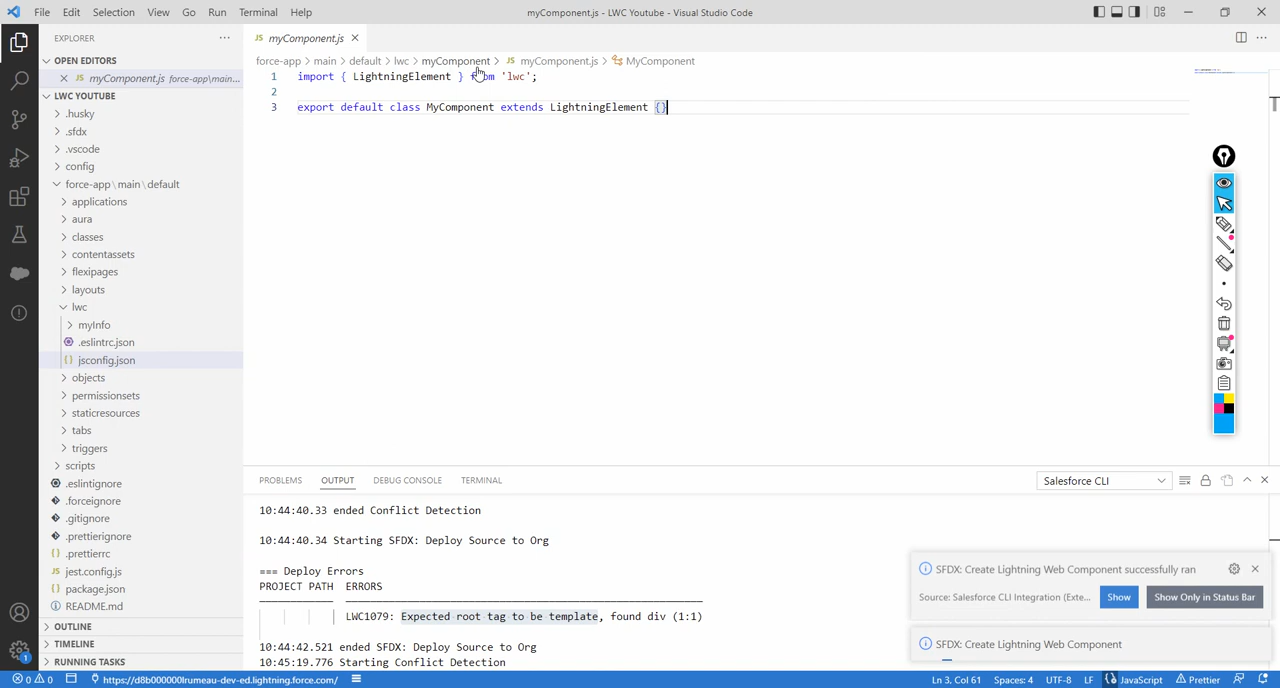 File Edit Selection View Go Run Terminal Help myComponent.js - LWC Youtube - Visual Studio Code
EXPLORER
JS myComponent.js
OPEN EDITORS
force-app > main > default > lwc > myComponent > JS myComponent.js > MyComponent
JS myComponent.js force-app\main...
1 import { LightningElement } from 'lwc';
LWC YOUTUBE
2
.husky
3 export default class MyComponent extends LightningElement {}
.sfdx
.vscode
config
force-app\main\default
applications
aura
classes
contentassets
flexipages
layouts
lwc
myInfo
.eslintrc.json
{} jsconfig.json
objects
permissionsets
staticresources
tabs
triggers
scripts
.eslintignore
.forceignore
.gitignore
.prettierignore
{} .prettierrc
JS jest.config.js
{} package.json
README.md
OUTLINE
TIMELINE
RUNNING TASKS
PROBLEMS OUTPUT DEBUG CONSOLE TERMINAL Salesforce CLI
10:44:40.33 ended Conflict Detection
10:44:40.34 Starting SFDX: Deploy Source to Org
=== Deploy Errors
PROJECT PATH ERRORS
LWC1079: Expected root tag to be template, found div (1:1)
10:44:42.521 ended SFDX: Deploy Source to Org
10:45:19.776 Starting Conflict Detection
SFDX: Create Lightning Web Component successfully ran
Source: Salesforce CLI Integration (Exte... Show Show Only in Status Bar
SFDX: Create Lightning Web Component
1
0 0 https://d8b000000lrumeau-dev-ed.lightning.force.com/ Ln 3, Col 61 Spaces: 4 UTF-8 LF JavaScript Prettier